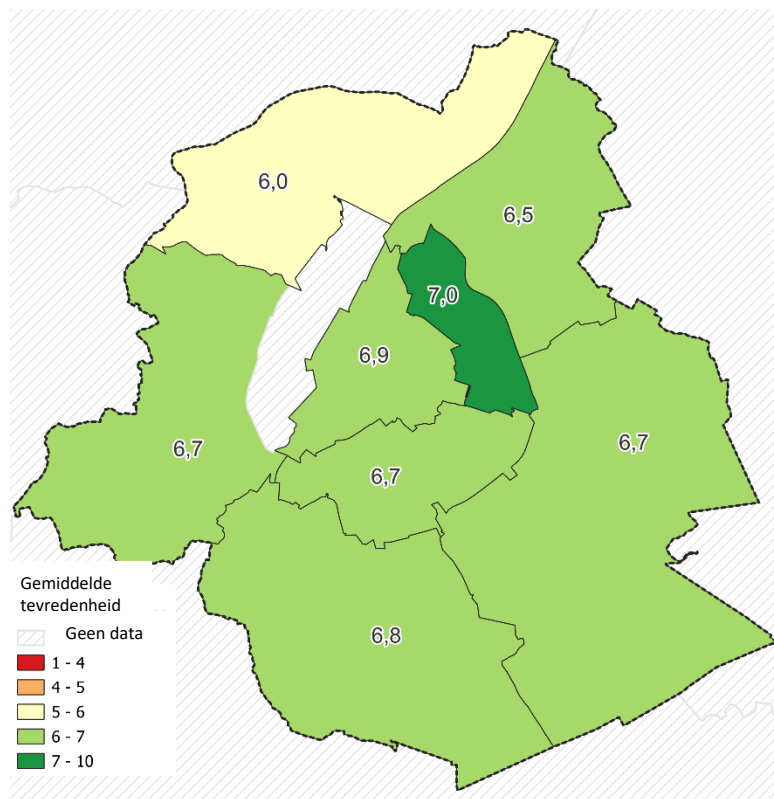 6,0
6,5
7,0
6,9
6,7
6,7
6,7
6,8
Gemiddelde
tevredenheid
Geen data
1 - 4
4 - 5
5 - 6
6 - 7
7 - 10